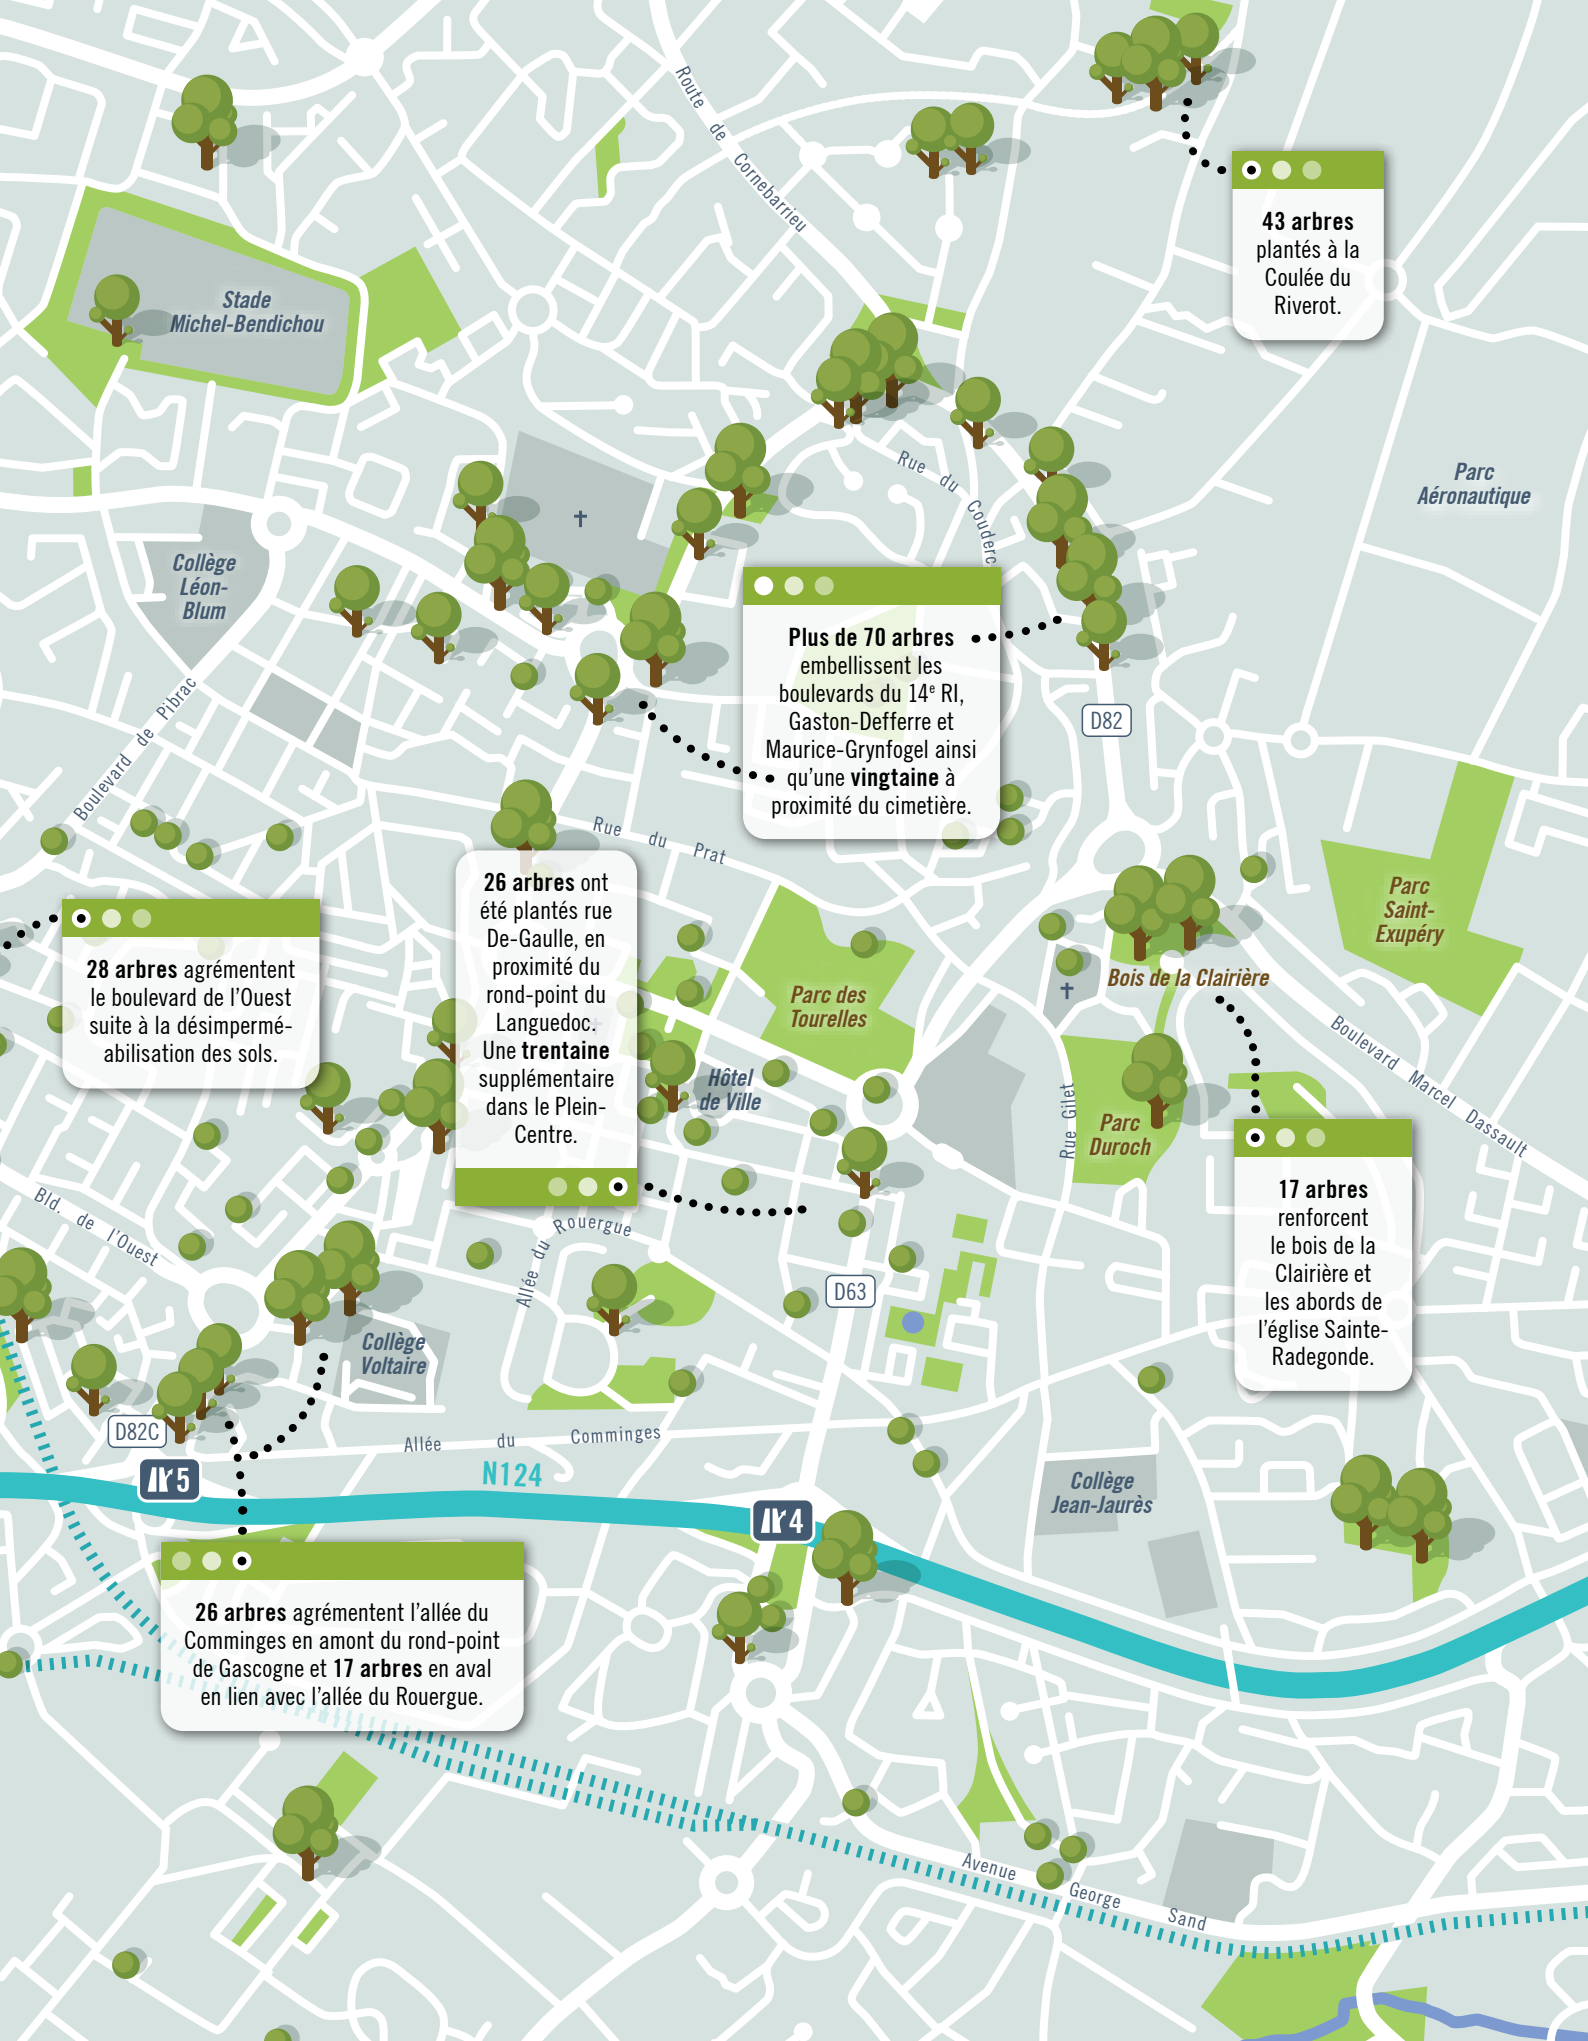 Route de Cornebarrieu
43 arbres
plantés à la
Coulée du
Riverot.
Stade
Michel-Bendichou
Rue du Couderc
Parc
Aéronautique
Collège
Léon-
Blum
Boulevard de Pibrac
Plus de 70 arbres
embellissent les
boulevards du 14e RI,
Gaston-Defferre et
Maurice-Grynfogel ainsi
qu’une vingtaine à
proximité du cimetière.
D82
Rue du Prat
26 arbres ont
été plantés rue
De-Gaulle, en
proximité du
rond-point du
Languedoc.
Une trentaine
supplémentaire
dans le Plein-
Centre.
28 arbres agrémentent
le boulevard de l’Ouest
suite à la désimpermé-
abilisation des sols.
Parc
Saint-
Exupéry
Bois de la Clairière
Parc des
Tourelles
Boulevard Marcel Dassault
Hôtel
de Ville
Rue Gilet
Parc
Duroch
17 arbres
renforcent
le bois de la
Clairière et
les abords de
l’église Sainte-
Radegonde.
Bld. de l’Ouest
Allée du Rouergue
D63
Collège
Voltaire
D82C
Allée du Comminges
5
N124
4
Collège
Jean-Jaurès
26 arbres agrémentent l’allée du
Comminges en amont du rond-point
de Gascogne et 17 arbres en aval
en lien avec l’allée du Rouergue.
Avenue George Sand